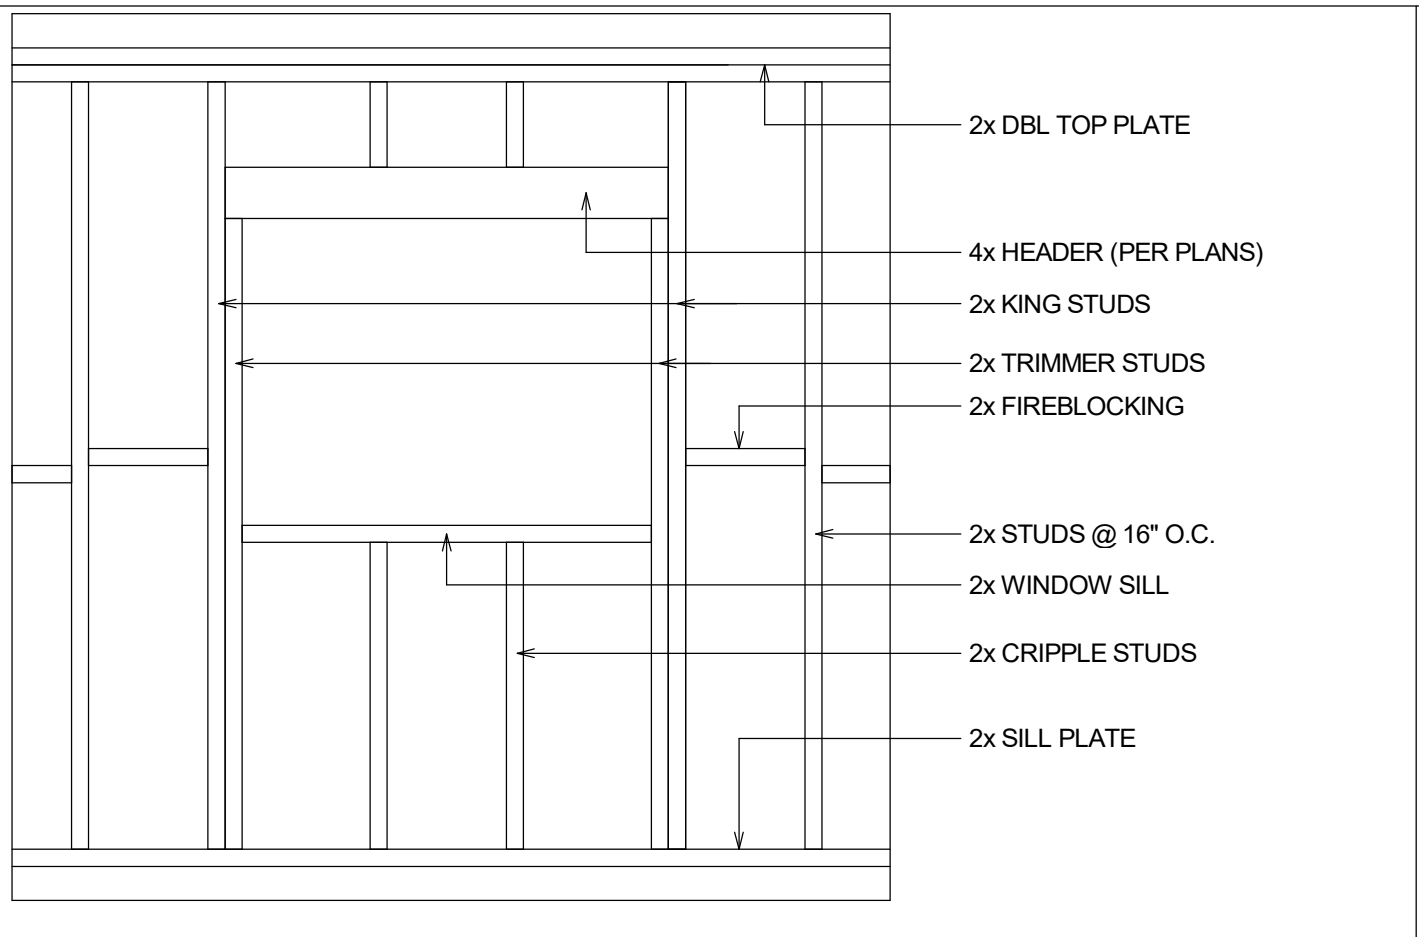 2x DBL TOP PLATE
4x HEADER (PER PLANS)
2x KING STUDS
2x TRIMMER STUDS
2x FIREBLOCKING
2x STUDS @ 16" O.C.
2x WINDOW SILL
2x CRIPPLE STUDS
2x SILL PLATE